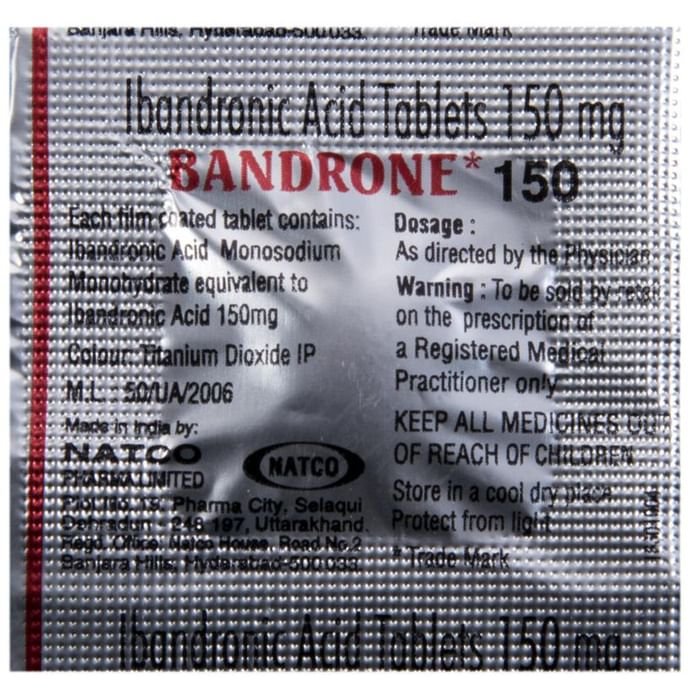 Banjara Hills, Hyderabad-500033.
Trade Mark
Ibandronic Acid Tablets 150 mg
BANDRONE* 150
Each film coated tablet contains:
Ibandronic Acid Monosodium
Monohydrate equivalent to
Ibandronic Acid 150mg
Colour: Titanium Dioxide IP
M.L.: 50/UA/2006
Made in India by:
NATCO
PHARMA LIMITED
NATCO
Plot No. 19, Pharma City, Selaqui
Dehradun - 248 197, Uttarakhand.
Regd. Office: Natco House, Road No.2
Banjara Hills, Hyderabad-500033.
Dosage :
As directed by the Physician.
Warning : To be sold by retail
on the prescription of
a Registered Medical
Practitioner only
KEEP ALL MEDICINES OUT
OF REACH OF CHILDREN
Store in a cool dry place.
Protect from light
* Trade Mark
Ibandronic Acid Tablets 150 mg